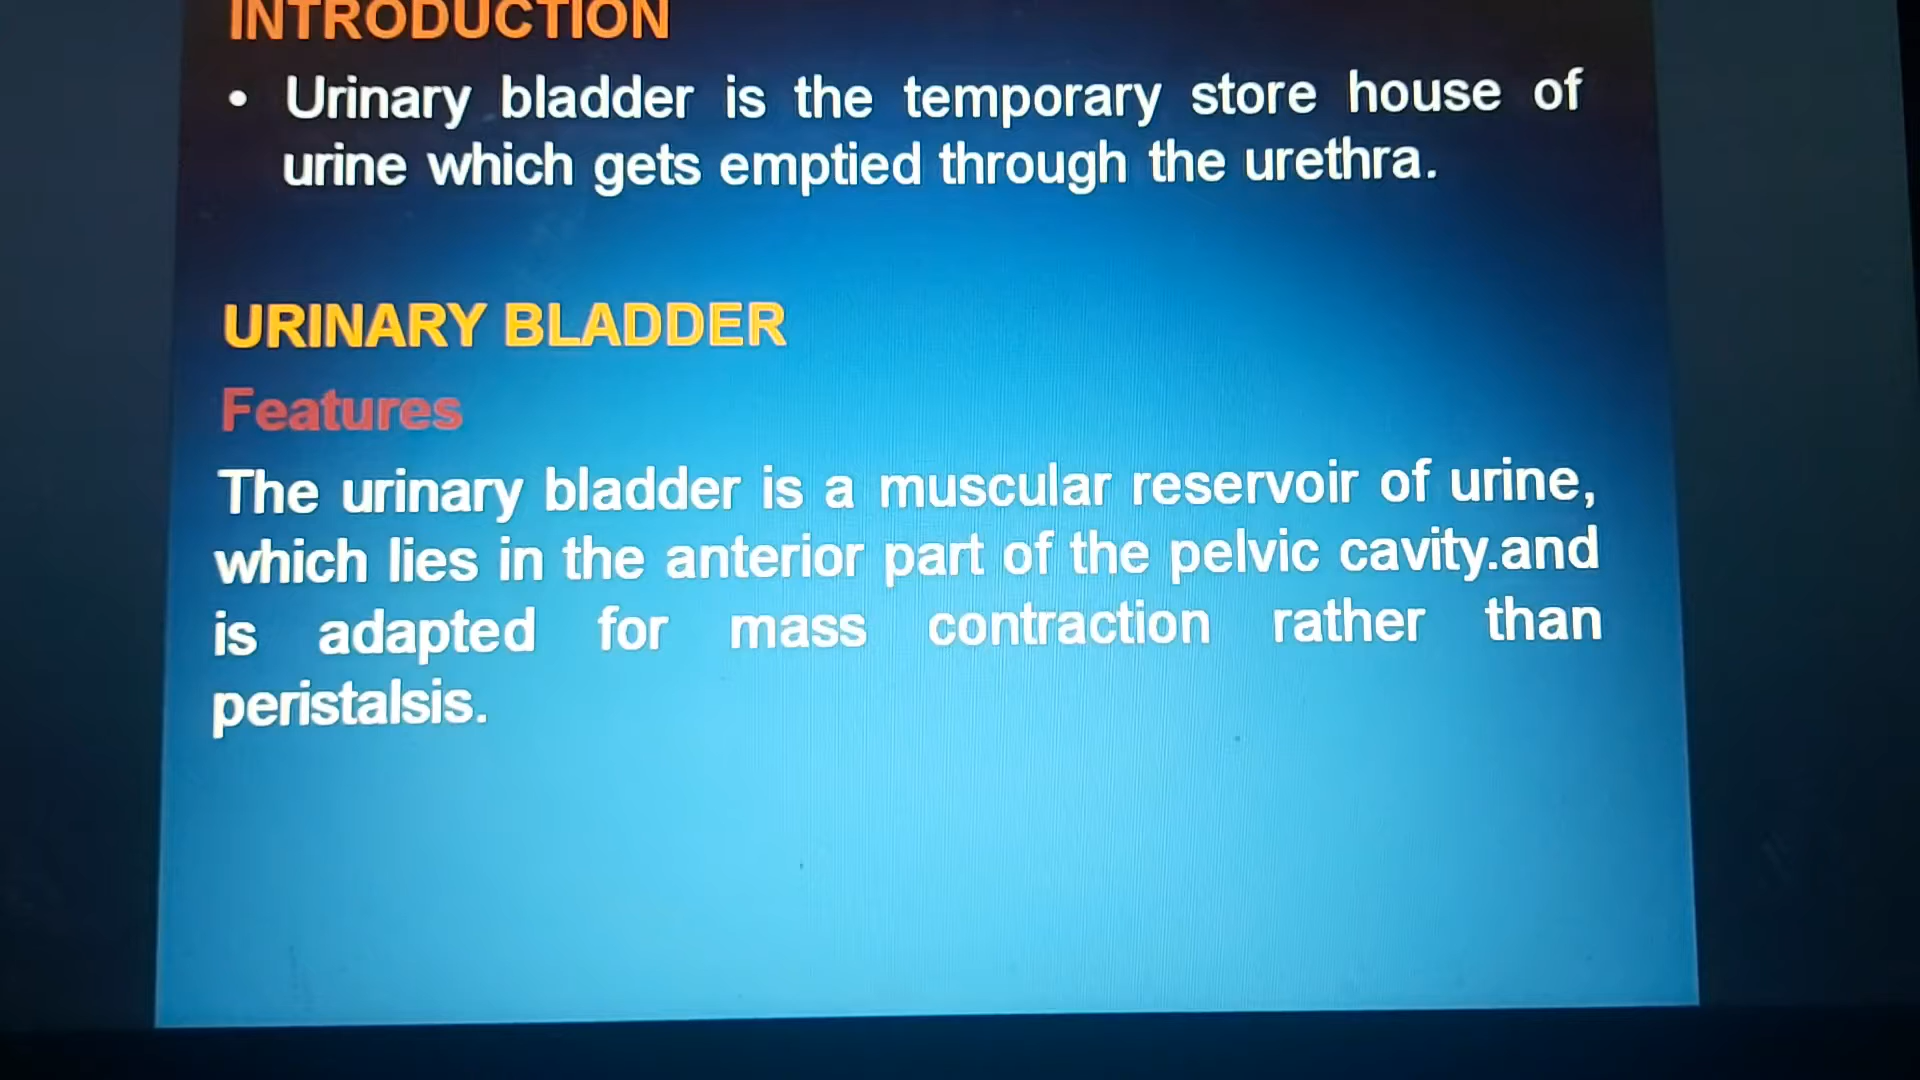 INTRODUCTION
• Urinary bladder is the temporary store house of
urine which gets emptied through the urethra.
URINARY BLADDER
Features
The urinary bladder is a muscular reservoir of urine,
which lies in the anterior part of the pelvic cavity.and
is adapted for mass contraction rather than
peristalsis.